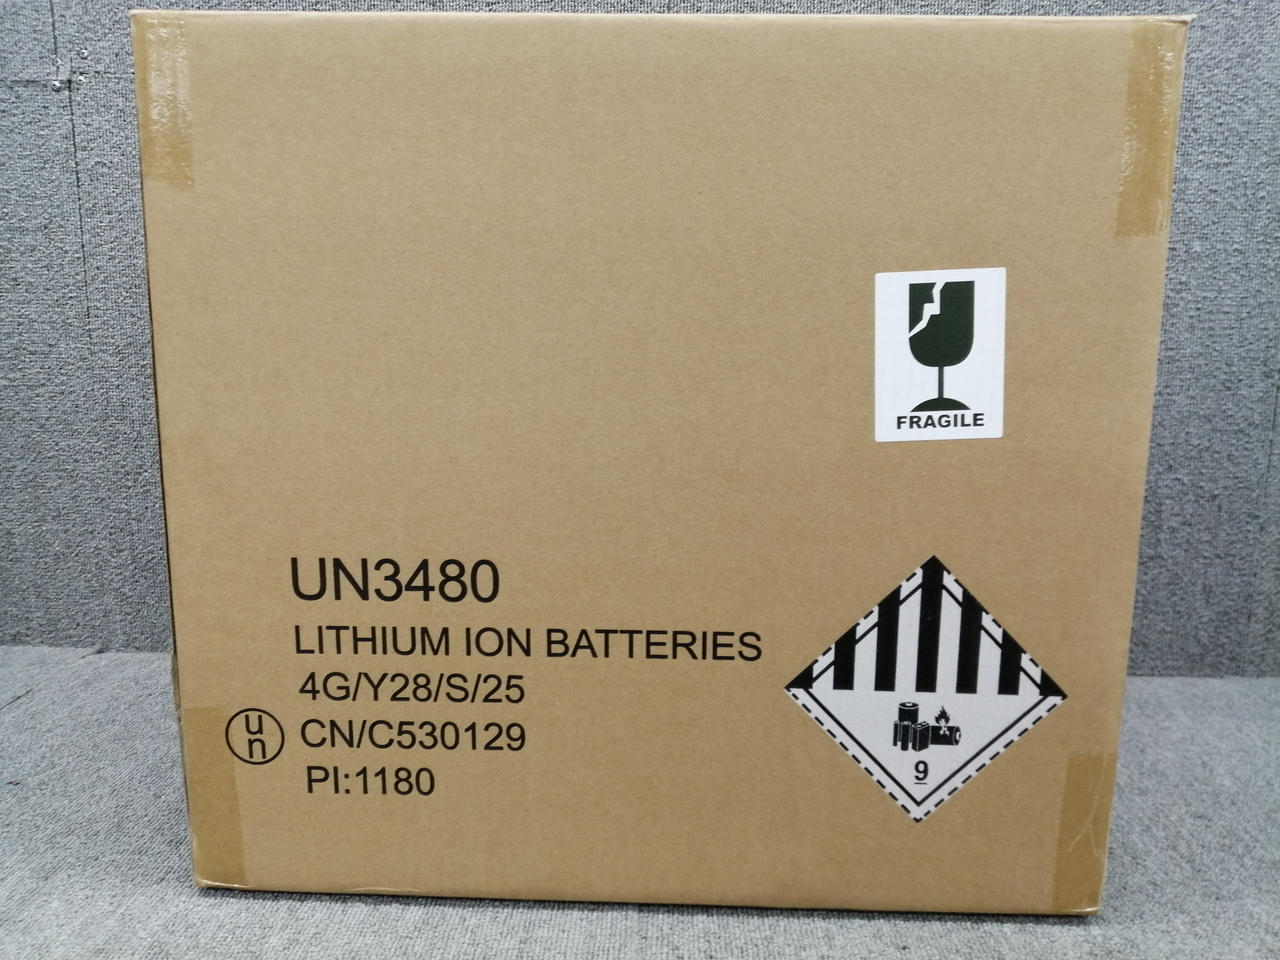 FRAGILE
UN3480
LITHIUM ION BATTERIES
4G/Y28/S/25
un
CN/C530129
PI:1180
9